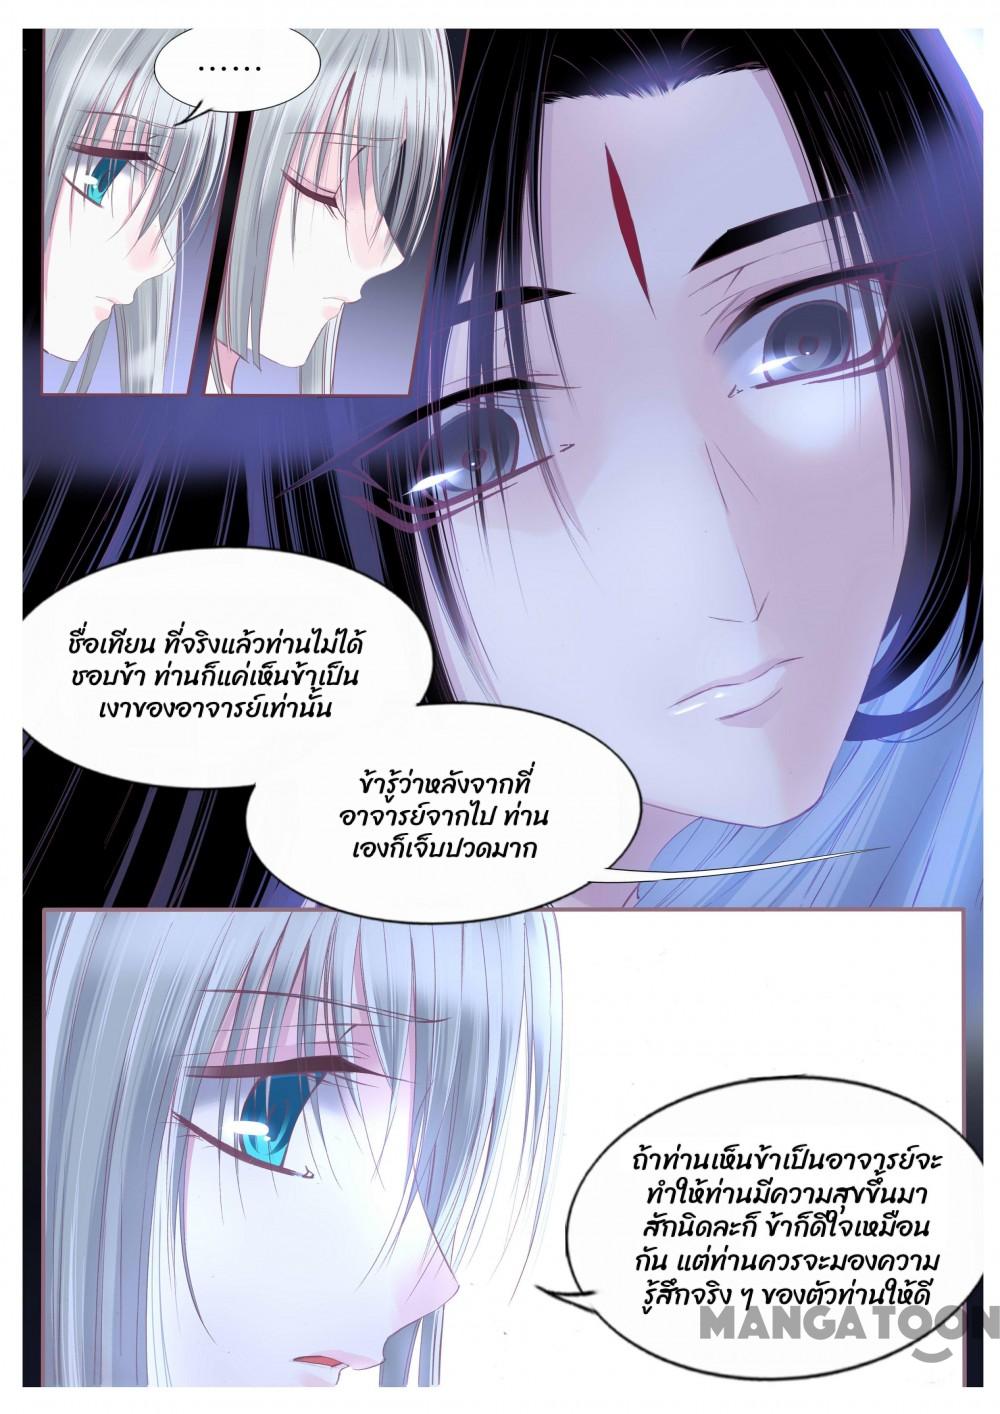 ......
ชื่อเทียน ที่จริงแล้วท่านไม่ได้
ชอบข้า ท่านก็แค่เห็นข้าเป็น
เงาของอาจารย์เท่านั้น
ข้ารู้ว่าหลังจากที่
อาจารย์จากไป ท่าน
เองก็เจ็บปวดมาก
ถ้าท่านเห็นข้าเป็นอาจารย์จะ
ทำให้ท่านมีความสุขขึ้นมา
สักนิดละก็ ข้าก็ดีใจเหมือน
กัน แต่ท่านควรจะมองความ
รู้สึกจริง ๆ ของตัวท่านให้ดี
MANGATOON